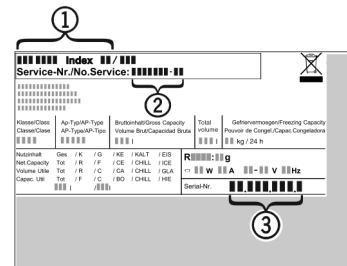 1
Index /
Service-Nr./No.Service: -
2
Klasse/Class Ap-Typ/AP-Type Bruttoinhalt/Gross Capacity Total Gefriervermoegen/Freezing Capacity
Classe/Clase AP-Type/AP-Tipo Volume Brut/Capacidad Bruta volume Pouvoir de Congel./Capac.Congeladora
l l kg / 24 h
Nutzinhalt Ges / K / G / KE / KALT / EIS
Net.Capacity Tot / R / F / CE / CHILL / ICE
Volume Utile Tot / R / C / CA / CHILL / GLA
Capac. Util Tot / F / C / BO / CHILL / HIE
l / l
R : g
W A - V Hz
Serial-Nr. . . .
3